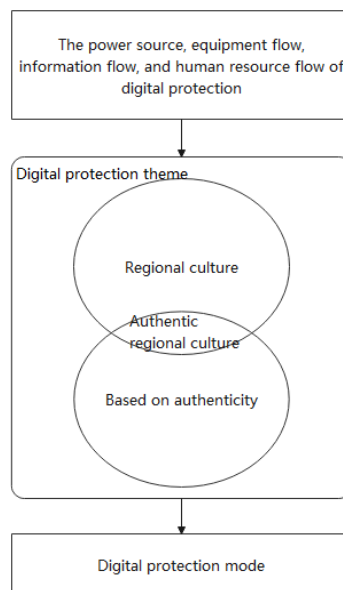 The power source, equipment flow,
information flow, and human resource flow of
digital protection
Digital protection theme
Regional culture
Authentic
regional culture
Based on authenticity
Digital protection mode